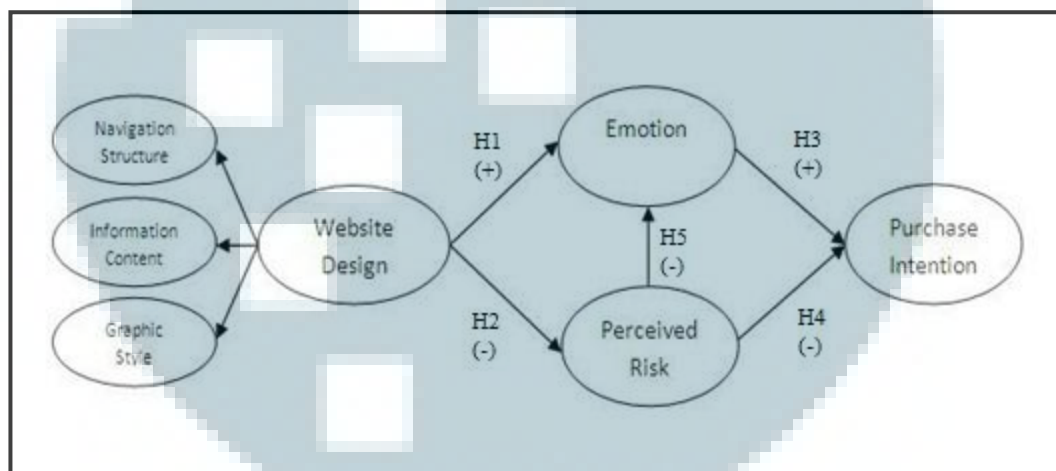 Navigation
Structure
Information
Content
Graphic
Style
Website
Design
H1
(+)
H2
(-)
Emotion
H5
(-)
Perceived
Risk
H3
(+)
H4
(-)
Purchase
Intention